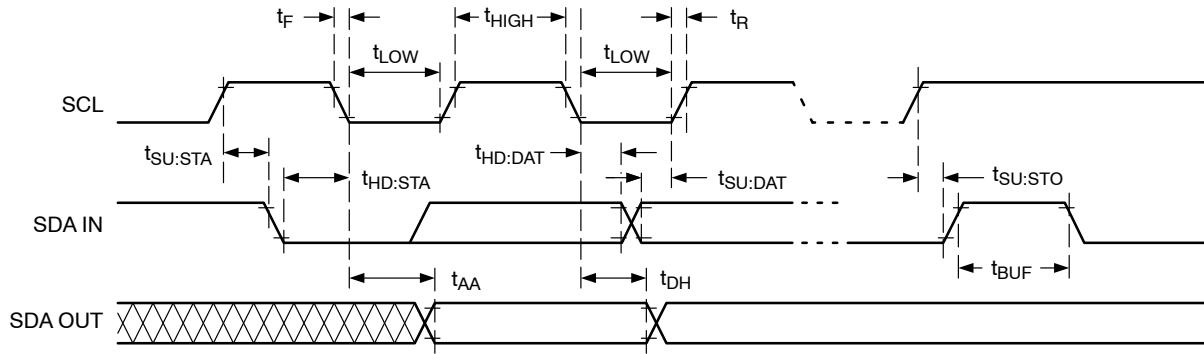 tF
tHIGH
tR
tLOW
tLOW
SCL
tSU:STA
tHD:STA
tHD:DAT
tSU:DAT
tSU:STO
SDA IN
tAA
tDH
tBUF
SDA OUT